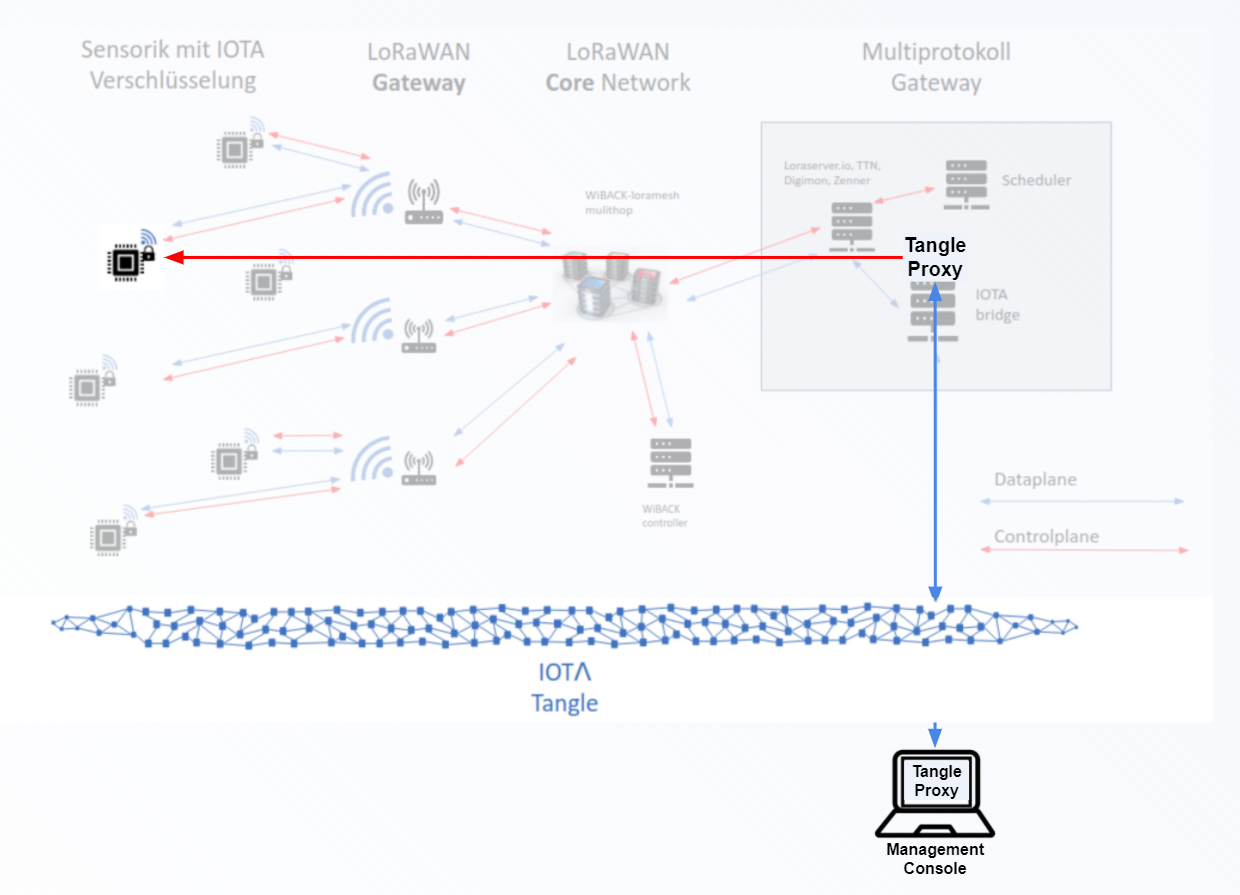 Sensorik mit IOTA
Verschlüsselung
LoRaWAN
Gateway
LoRaWAN
Core Network
Multiprotokoll
Gateway
Loraserver.io, TTN,
Digimon, Zenner
Scheduler
WiBACK-loramesh
mulithop
Tangle
Proxy
IOTA
bridge
WiBACK
controller
Dataplane
Controlplane
IOTΛ
Tangle
Tangle
Proxy
Management
Console